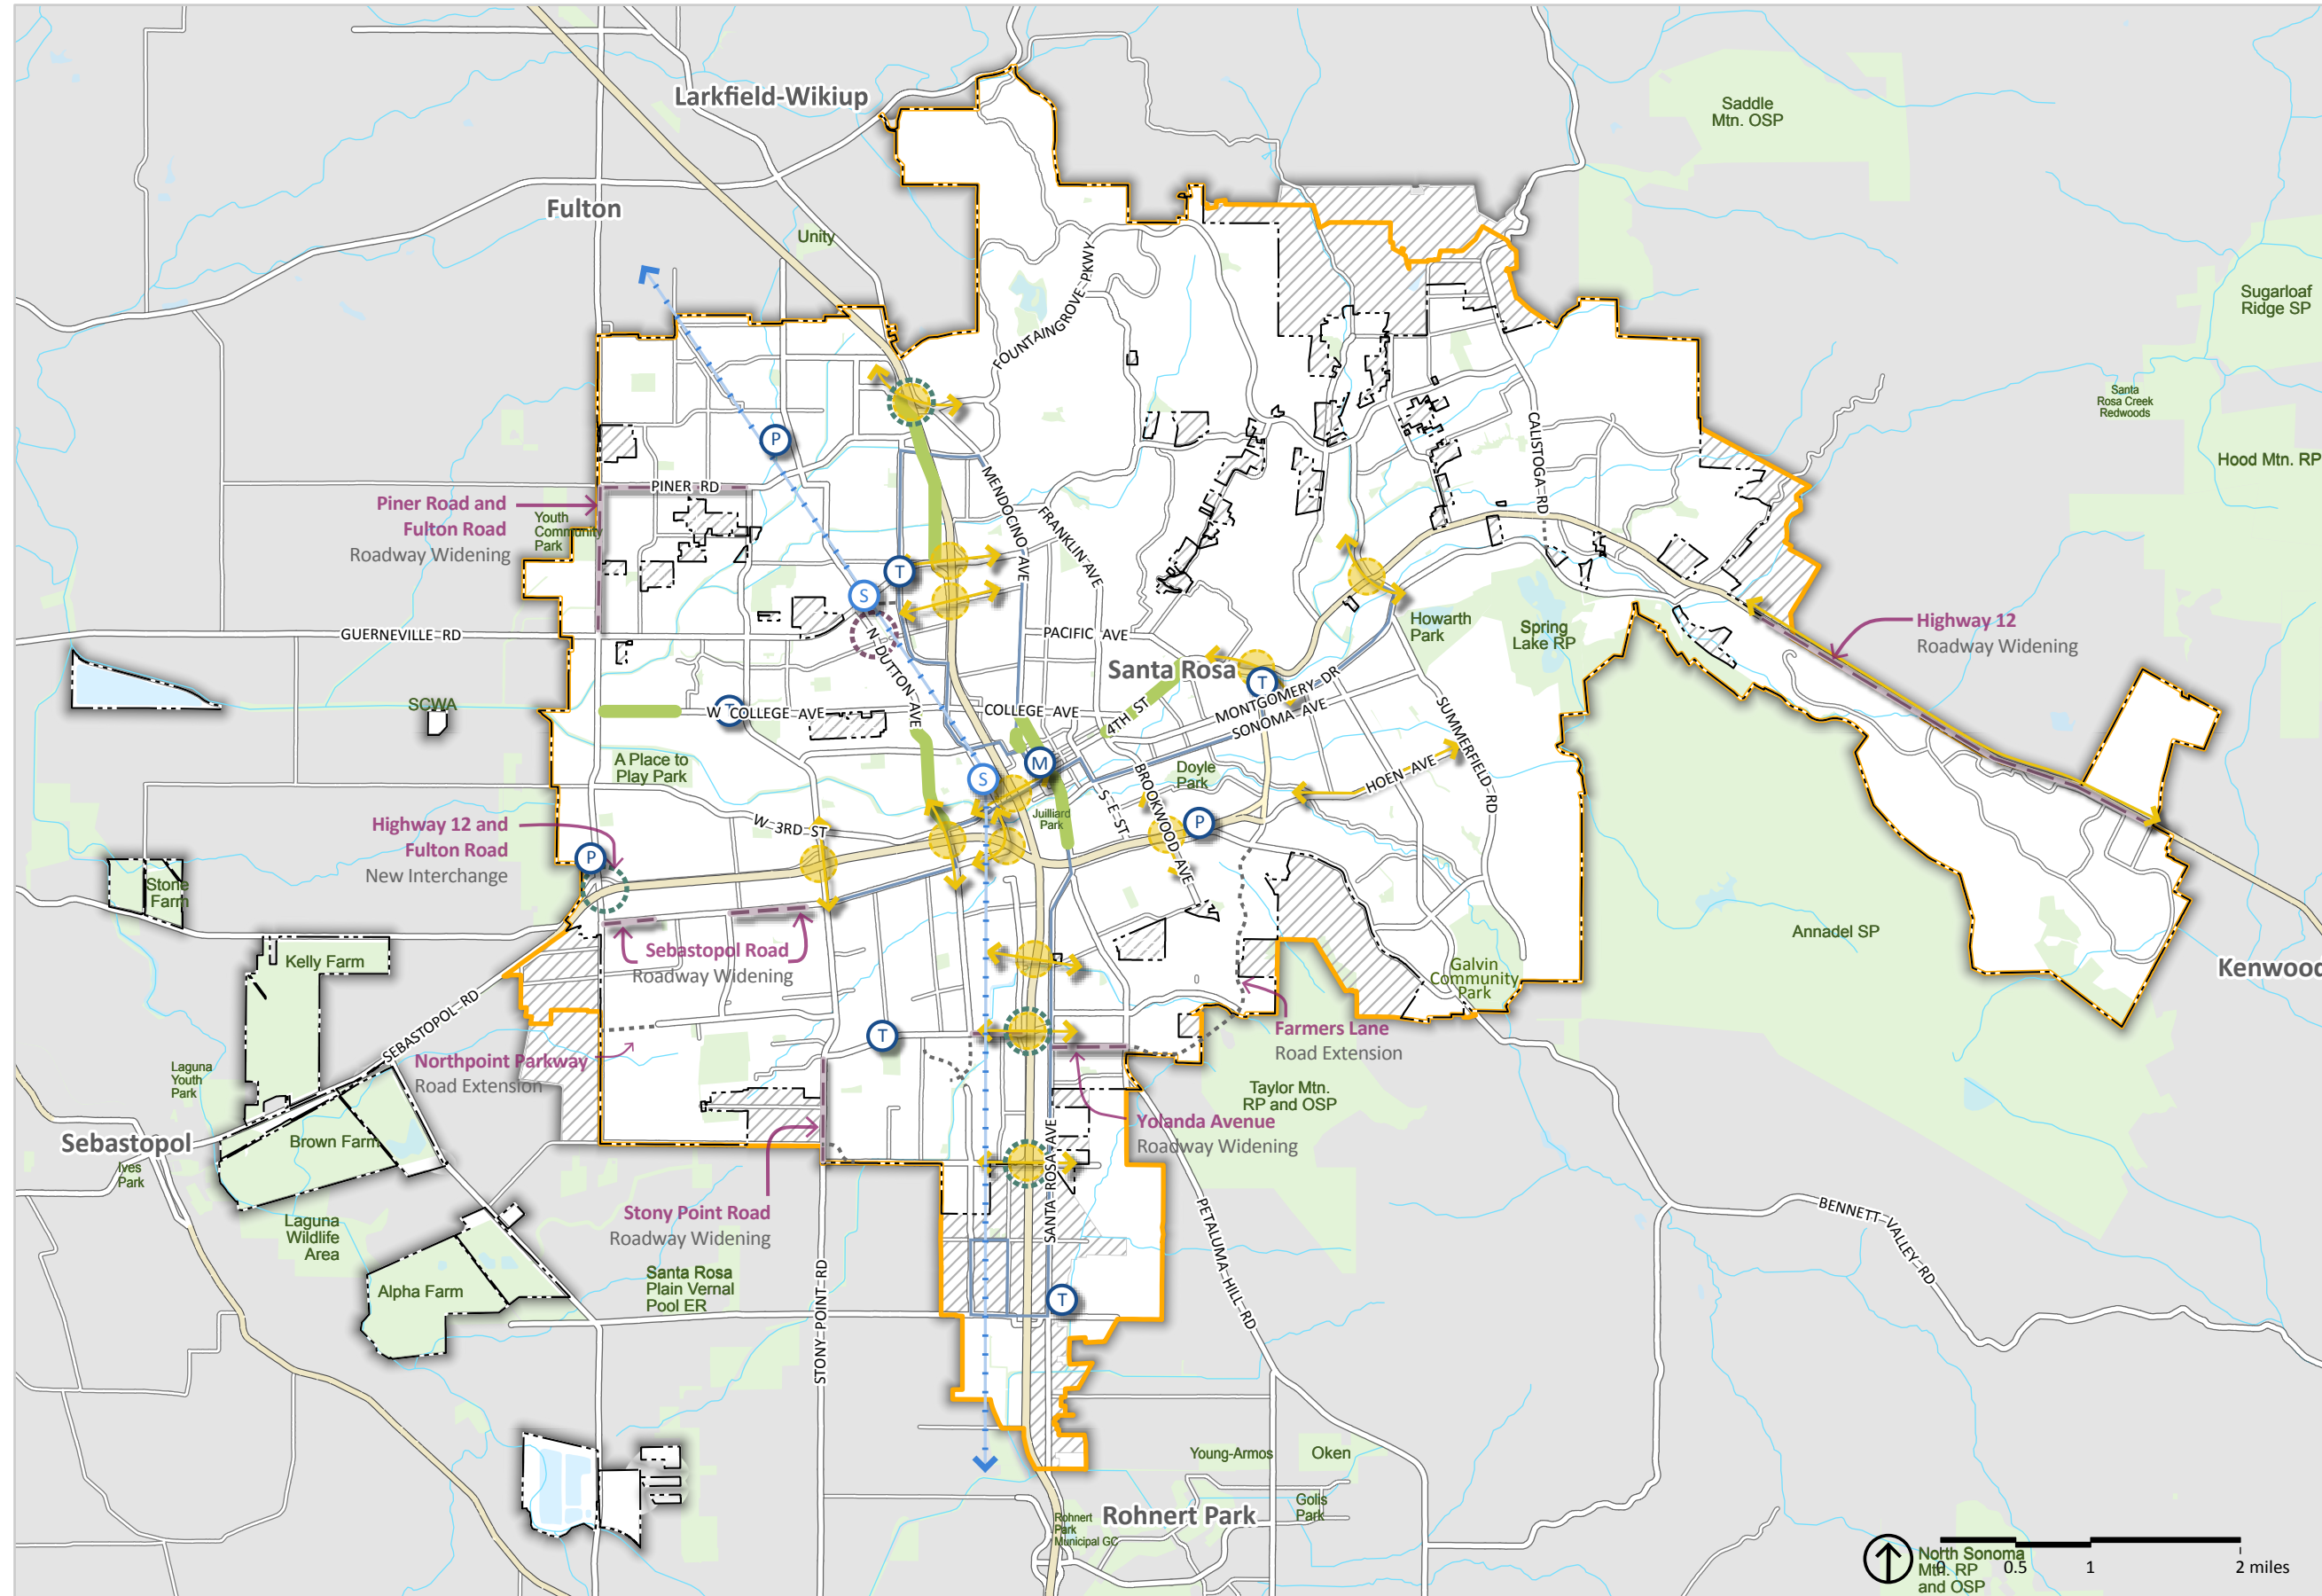 Larkfield-Wikiup
Saddle
Mtn. OSP
Fulton
Unity
Sugarloaf
Ridge SP
FOUNTAINGROVE PKWY
Santa
Rosa Creek
Redwoods
Hood Mtn. RP
CALISTOGA RD
P
PINER RD
MENDOCINO AVE
FRANKLIN AVE
Piner Road and
Fulton Road
Roadway Widening
Youth
Community
Park
T
S
GUERNEVILLE RD
N DUTTON AVE
PACIFIC AVE
Santa Rosa
Howarth
Park
Spring
Lake RP
Highway 12
Roadway Widening
T
MONTGOMERY DR
SONOMA AVE
SCWA
T
W COLLEGE AVE
COLLEGE AVE
4TH ST
SUMMERFIELD RD
A Place to
Play Park
S
M
BROOKWOOD AVE
Doyle
Park
HOEN AVE
Highway 12 and
Fulton Road
New Interchange
W 3RD ST
Juilliard
Park
S E ST
P
P
Stone
Farm
Kelly Farm
Sebastopol Road
Roadway Widening
Annadel SP
Galvin
Community
Park
Kenwood
SEBASTOPOL RD
Northpoint Parkway
Road Extension
T
Farmers Lane
Road Extension
Laguna
Youth
Park
Taylor Mtn.
RP and OSP
Sebastopol
Brown Farm
Yolanda Avenue
Roadway Widening
Ives
Park
Laguna
Wildlife
Area
Stony Point Road
Roadway Widening
SANTA ROSA AVE
PETALUMA HILL RD
BENNETT VALLEY RD
Alpha Farm
Santa Rosa
Plain Vernal
Pool ER
STONY POINT RD
T
Young-Armos
Oken
Golis
Park
Rohnert Park
Rohnert
Park
Municipal GC
North Sonoma
Mtn. RP
and OSP
0 0.5 1 2 miles